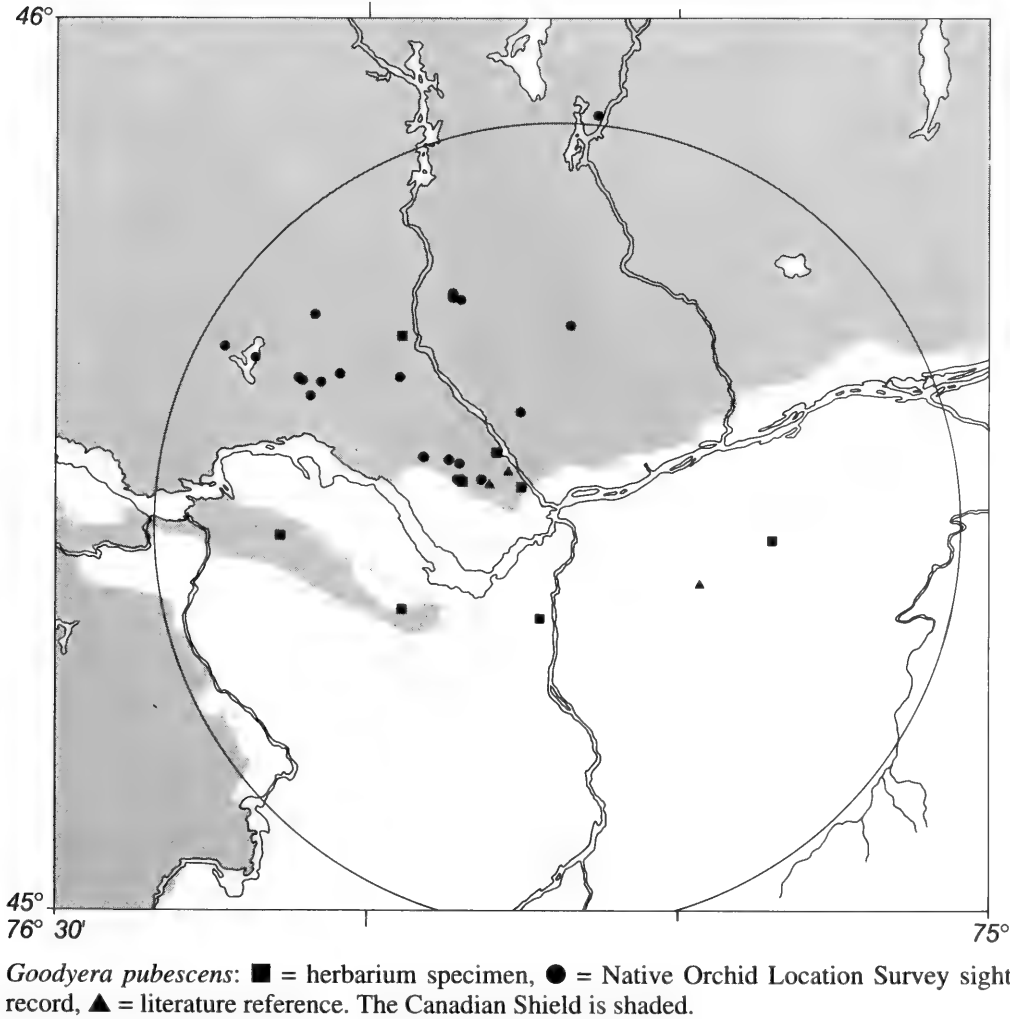 46°
45°
76° 30'
75°
Goodyera pubescens: ■ = herbarium specimen, ● = Native Orchid Location Survey sight
record, ▲ = literature reference. The Canadian Shield is shaded.